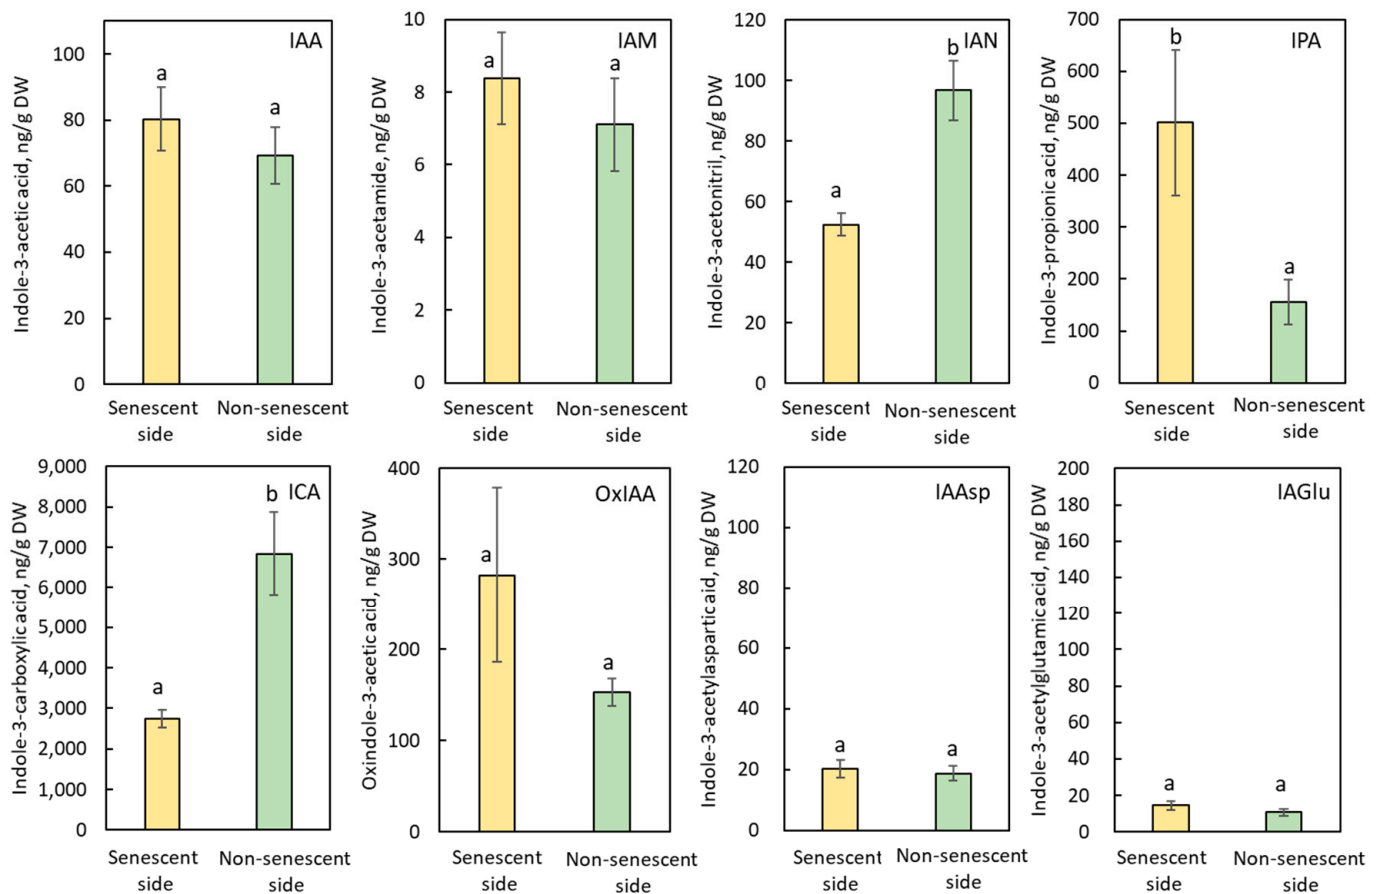 Indole-3-acetic acid, ng/g DW
100
80
60
40
20
0
IAA
a
a
Senescent side
Non-senescent side
Indole-3-acetamide, ng/g DW
10
8
6
4
2
0
IAM
a
a
Senescent side
Non-senescent side
Indole-3-acetonitril, ng/g DW
120
100
80
60
40
20
0
IAN
a
b
Senescent side
Non-senescent side
Indole-3-propionic acid, ng/g DW
700
600
500
400
300
200
100
0
IPA
b
a
Senescent side
Non-senescent side
Indole-3-carboxylic acid, ng/g DW
9,000
8,000
7,000
6,000
5,000
4,000
3,000
2,000
1,000
0
ICA
a
b
Senescent side
Non-senescent side
Oxindole-3-acetic acid, ng/g DW
400
300
200
100
0
OxIAA
a
a
Senescent side
Non-senescent side
Indole-3-acetylasparticaid, ng/g DW
120
100
80
60
40
20
0
IAAsp
a
a
Senescent side
Non-senescent side
Indole-3-acetylglutamicacid, ng/g DW
200
180
160
140
120
100
80
60
40
20
0
IAGlu
a
a
Senescent side
Non-senescent side